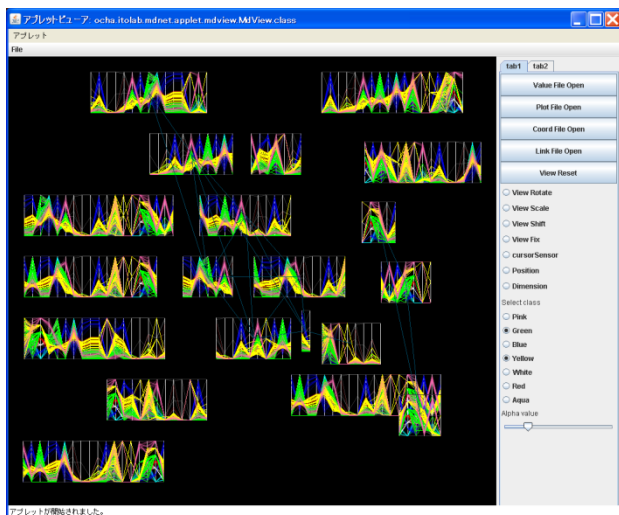 アプレットビューア: ocha.itolab.mdnet.applet.mdview.MdView.class
アプレット
File
tab1 tab2
Value File Open
Plot File Open
Coord File Open
Link File Open
View Reset
View Rotate
View Scale
View Shift
View Fix
cursorSensor
Position
Dimension
Select class
Pink
Green
Blue
Yellow
White
Red
Aqua
Alpha value
アプレットが開始されました。